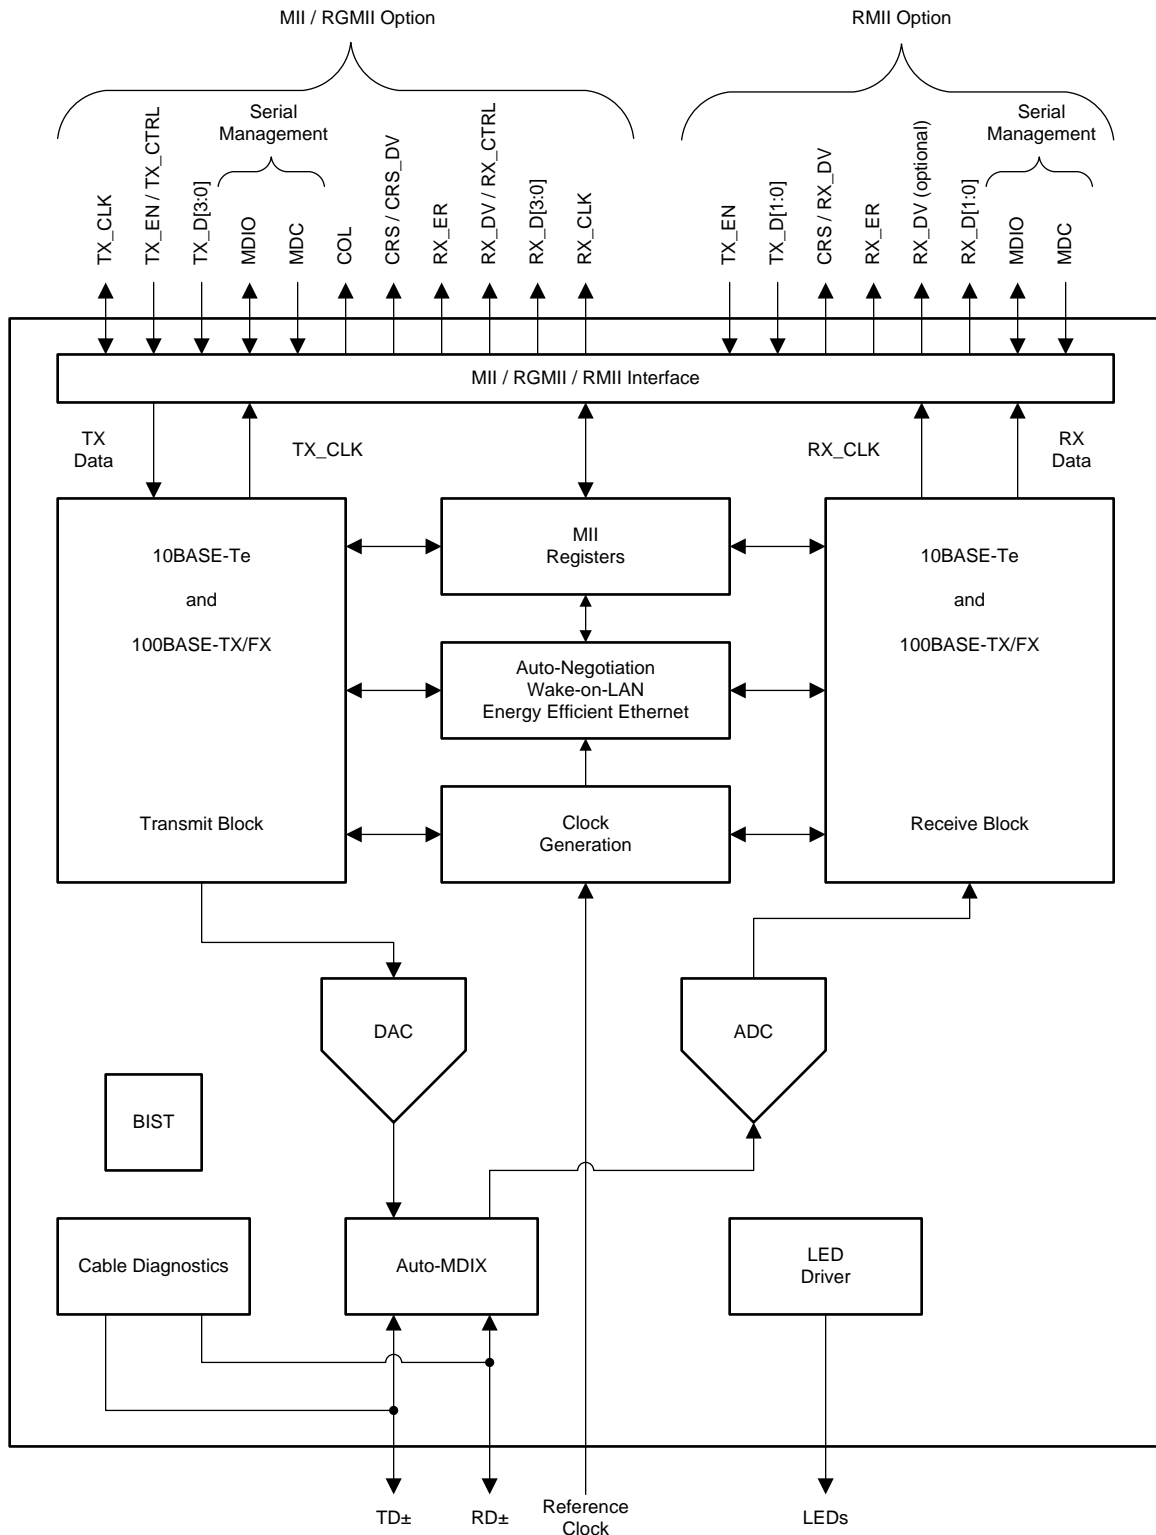 MII / RGMII Option
RMII Option
Serial
Management
Serial
Management
TX_CLK
TX_EN / TX_CTRL
TX_D[3:0]
MDIO
MDC
COL
CRS / CRS_DV
RX_ER
RX_DV / RX_CTRL
RX_D[3:0]
RX_CLK
TX_EN
TX_D[1:0]
CRS / RX_DV
RX_ER
RX_DV (optional)
RX_D[1:0]
MDIO
MDC
MII / RGMII / RMII Interface
TX
Data
TX_CLK
RX_CLK
RX
Data
10BASE-Te
and
100BASE-TX/FX
Transmit Block
MII
Registers
Auto-Negotiation
Wake-on-LAN
Energy Efficient Ethernet
Clock
Generation
10BASE-Te
and
100BASE-TX/FX
Receive Block
DAC
ADC
BIST
Cable Diagnostics
Auto-MDIX
LED
Driver
TD±
RD±
Reference
Clock
LEDs